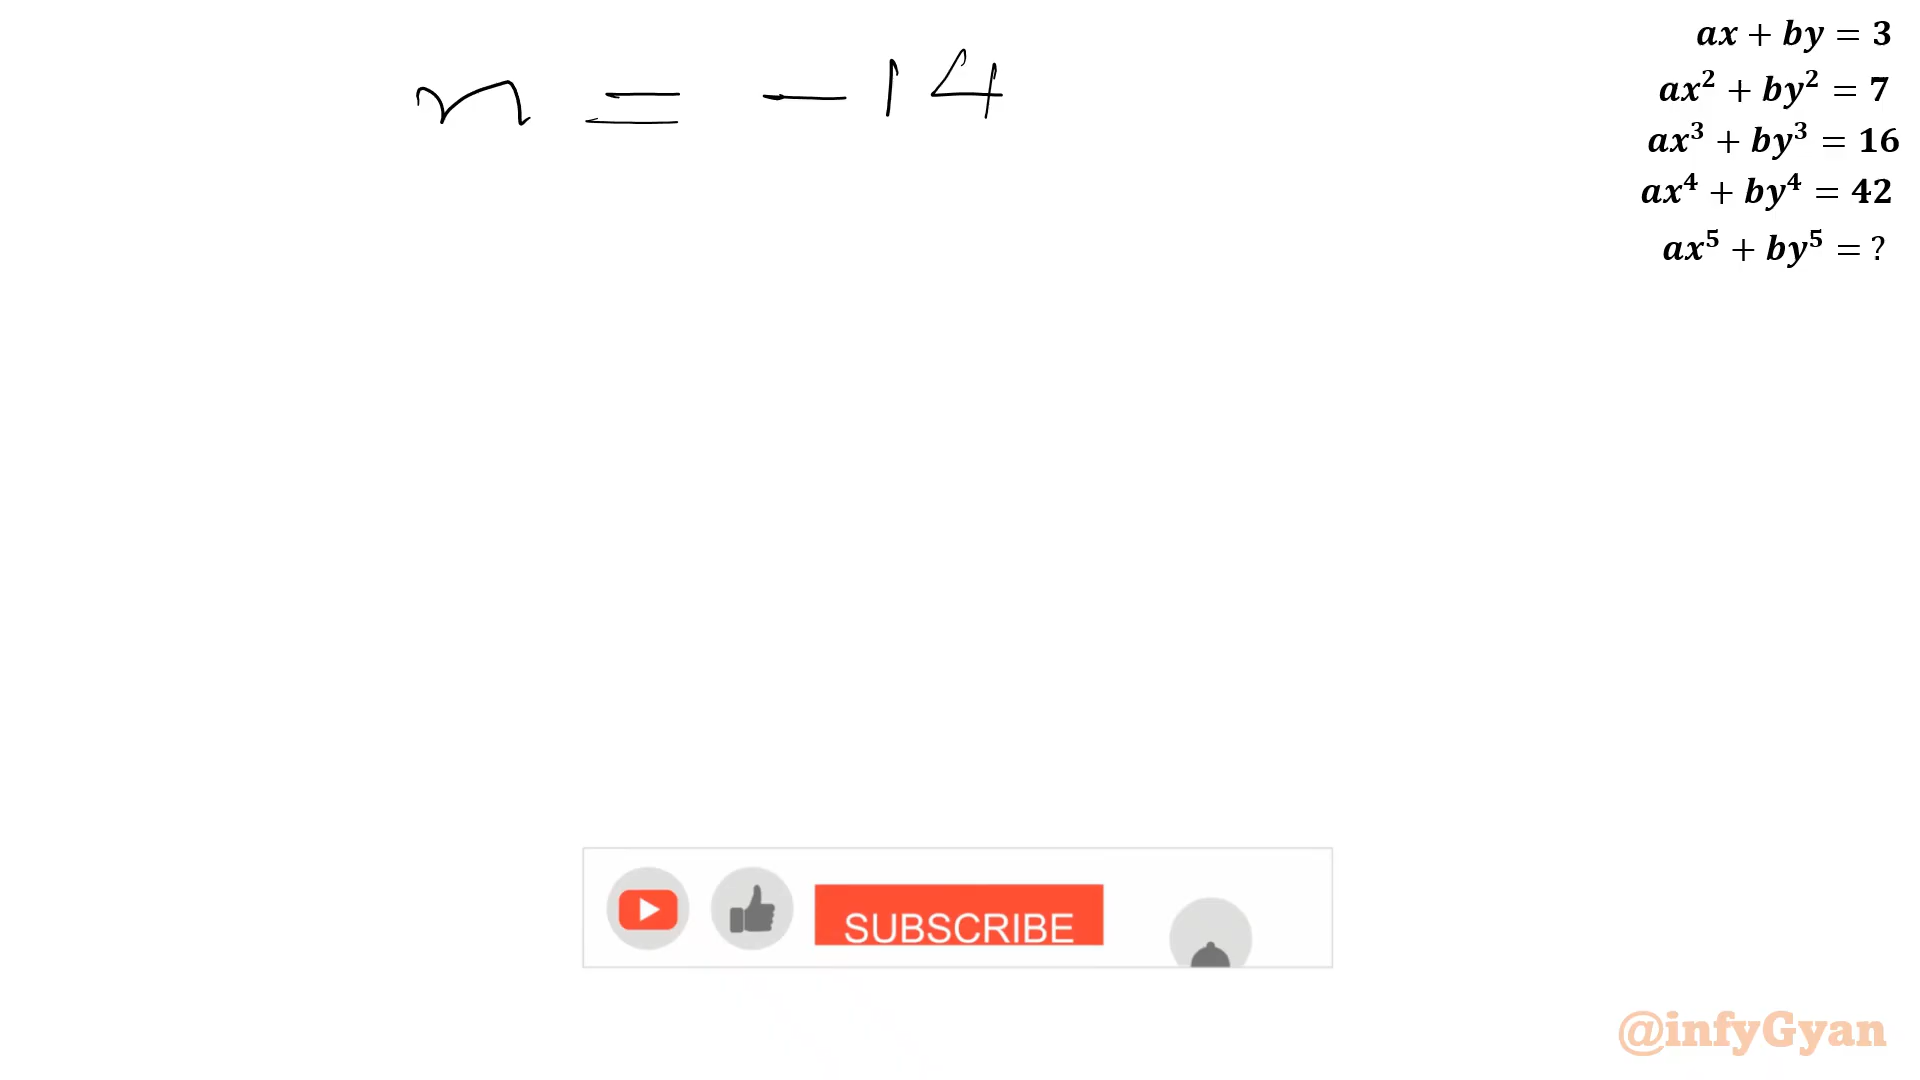 m = -14
ax + by = 3
ax² + by² = 7
ax³ + by³ = 16
ax⁴ + by⁴ = 42
ax⁵ + by⁵ = ?
SUBSCRIBE
@infyGyan